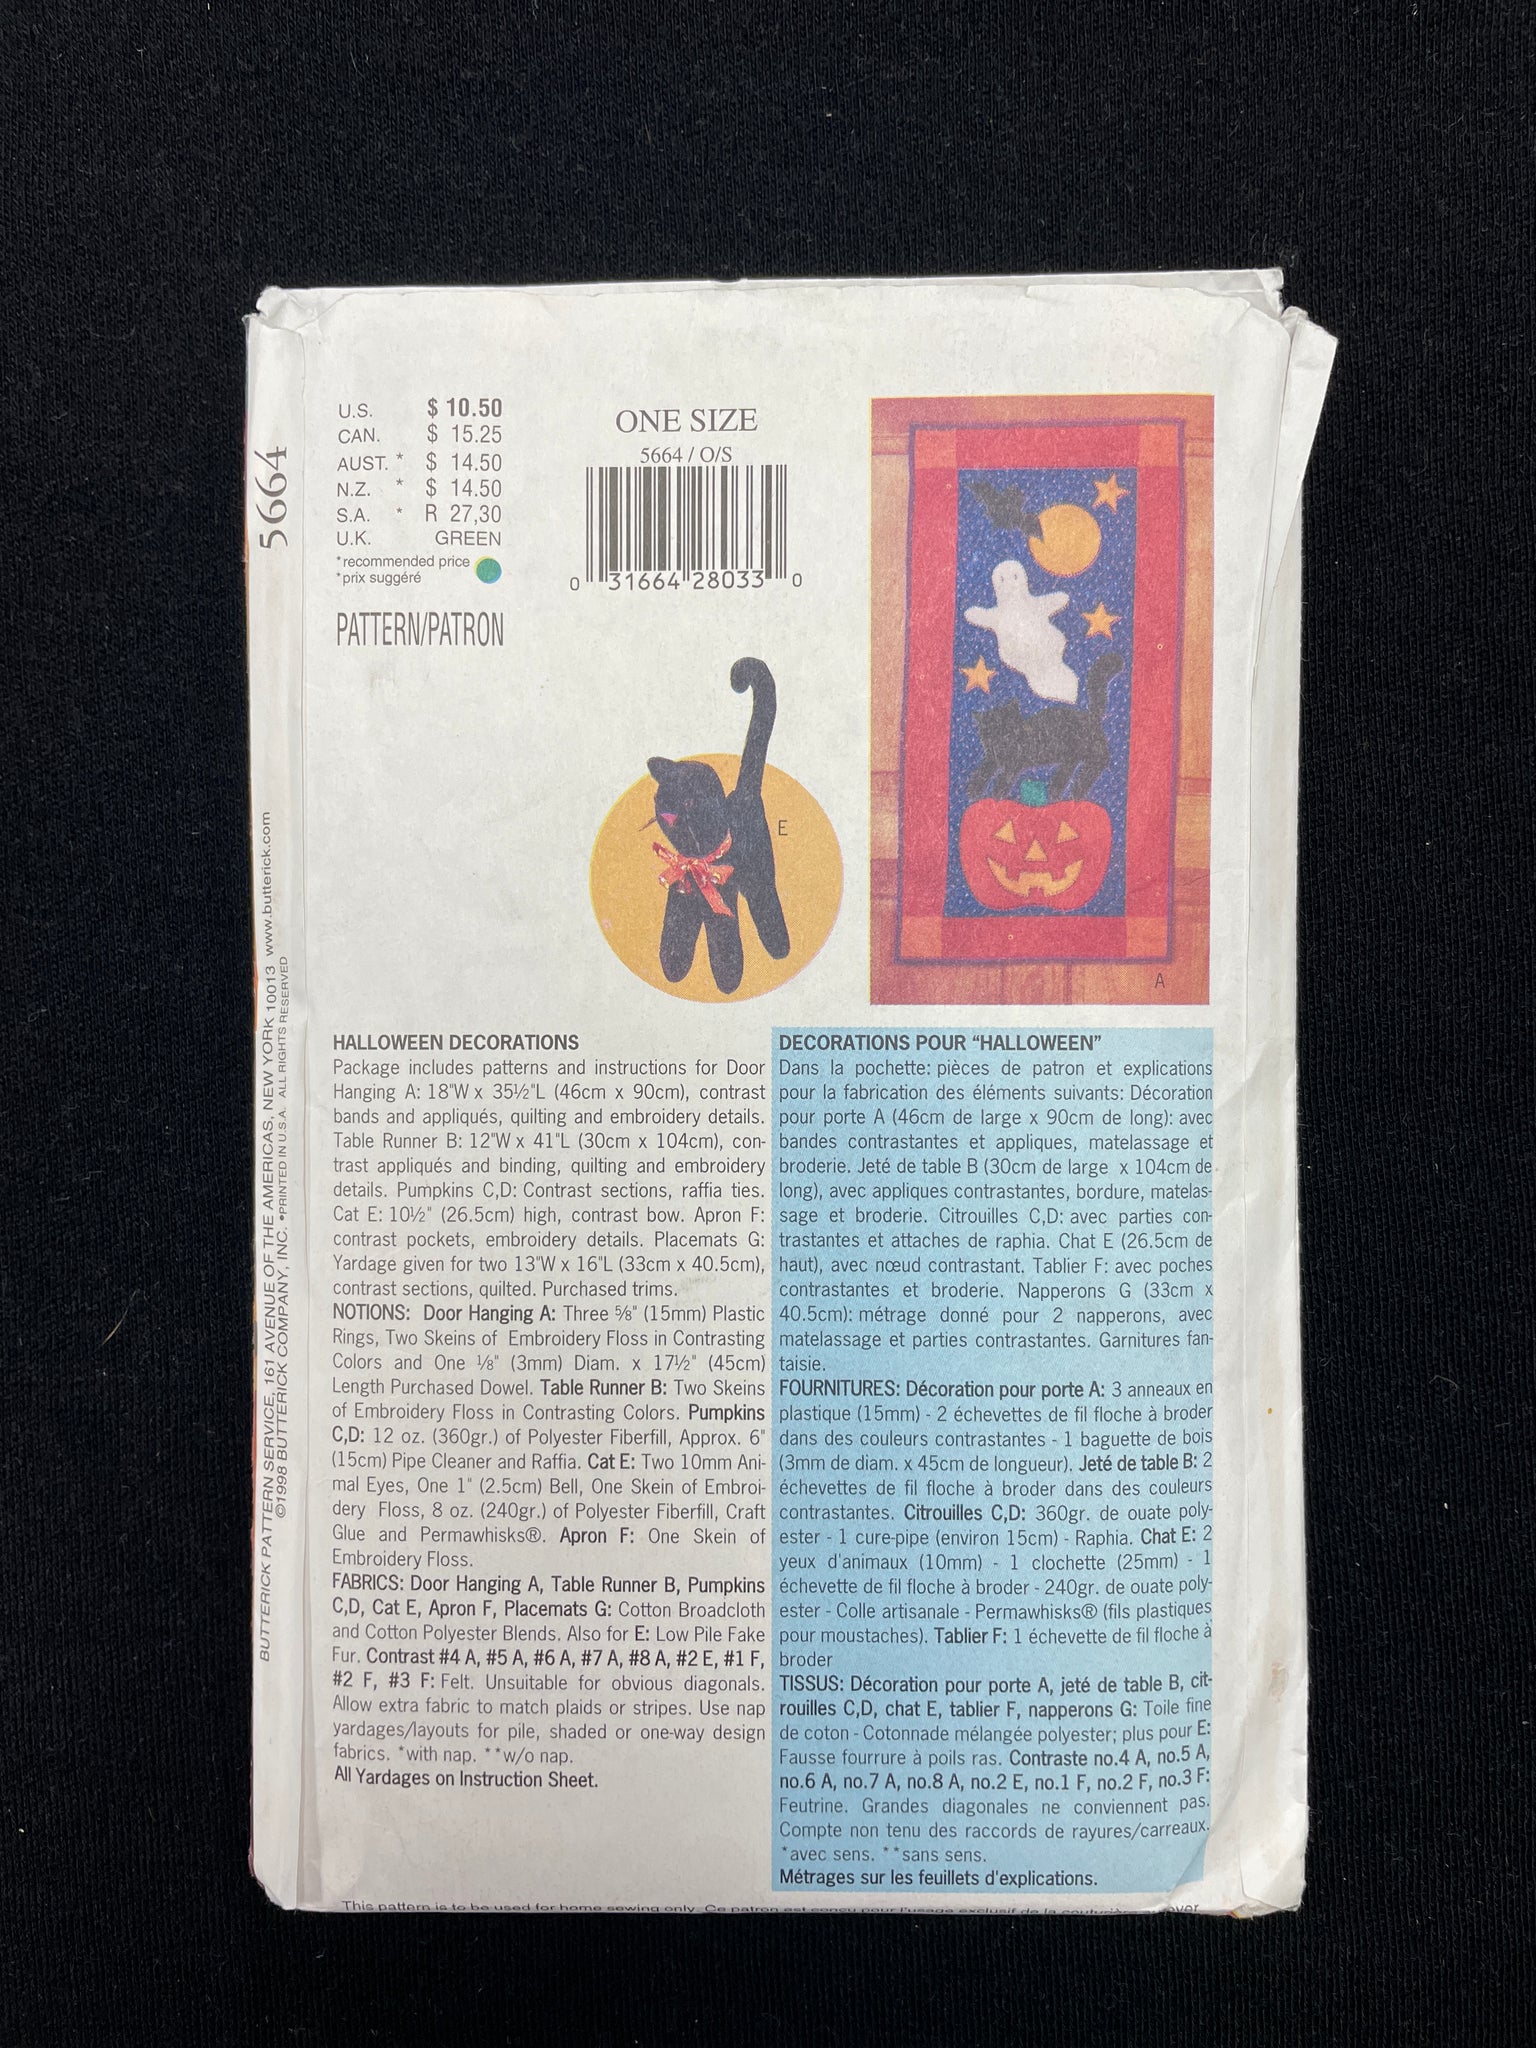 5664
U.S. $ 10.50
CAN. $ 15.25
AUST. * $ 14.50
N.Z. * $ 14.50
S.A. * R 27,30
U.K. GREEN
*recommended price
*prix suggéré
PATTERN/PATRON
ONE SIZE
5664 / O/S
0 31664 28033 0
E
A
BUTTERICK PATTERN SERVICE, 161 AVENUE OF THE AMERICAS, NEW YORK 10013 www.butterick.com
©1998 BUTTERICK COMPANY, INC. •PRINTED IN U.S.A. ALL RIGHTS RESERVED
HALLOWEEN DECORATIONS
Package includes patterns and instructions for Door
Hanging A: 18"W x 35½"L (46cm x 90cm), contrast
bands and appliqués, quilting and embroidery details.
Table Runner B: 12"W x 41"L (30cm x 104cm), con-
trast appliqués and binding, quilting and embroidery
details. Pumpkins C,D: Contrast sections, raffia ties.
Cat E: 10½" (26.5cm) high, contrast bow. Apron F:
contrast pockets, embroidery details. Placemats G:
Yardage given for two 13"W x 16"L (33cm x 40.5cm),
contrast sections, quilted. Purchased trims.
NOTIONS: Door Hanging A: Three ⅝" (15mm) Plastic
Rings, Two Skeins of Embroidery Floss in Contrasting
Colors and One ⅛" (3mm) Diam. x 17½" (45cm)
Length Purchased Dowel. Table Runner B: Two Skeins
of Embroidery Floss in Contrasting Colors. Pumpkins
C,D: 12 oz. (360gr.) of Polyester Fiberfill, Approx. 6"
(15cm) Pipe Cleaner and Raffia. Cat E: Two 10mm Ani-
mal Eyes, One 1" (2.5cm) Bell, One Skein of Embroi-
dery Floss, 8 oz. (240gr.) of Polyester Fiberfill, Craft
Glue and Permawhisks®. Apron F: One Skein of
Embroidery Floss.
FABRICS: Door Hanging A, Table Runner B, Pumpkins
C,D, Cat E, Apron F, Placemats G: Cotton Broadcloth
and Cotton Polyester Blends. Also for E: Low Pile Fake
Fur. Contrast #4 A, #5 A, #6 A, #7 A, #8 A, #2 E, #1 F,
#2 F, #3 F: Felt. Unsuitable for obvious diagonals.
Allow extra fabric to match plaids or stripes. Use nap
yardages/layouts for pile, shaded or one-way design
fabrics. *with nap. **w/o nap.
All Yardages on Instruction Sheet.
DECORATIONS POUR “HALLOWEEN”
Dans la pochette: pièces de patron et explications
pour la fabrication des éléments suivants: Décoration
pour porte A (46cm de large x 90cm de long): avec
bandes contrastantes et appliques, matelassage et
broderie. Jeté de table B (30cm de large x 104cm de
long), avec appliques contrastantes, bordure, matelas-
sage et broderie. Citrouilles C,D: avec parties con-
trastantes et attaches de raphia. Chat E (26.5cm de
haut), avec nœud contrastant. Tablier F: avec poches
contrastantes et broderie. Napperons G (33cm x
40.5cm): métrage donné pour 2 napperons, avec
matelassage et parties contrastantes. Garnitures fan-
taisie.
FOURNITURES: Décoration pour porte A: 3 anneaux en
plastique (15mm) - 2 échevettes de fil floche à broder
dans des couleurs contrastantes - 1 baguette de bois
(3mm de diam. x 45cm de longueur). Jeté de table B: 2
échevettes de fil floche à broder dans des couleurs
contrastantes. Citrouilles C,D: 360gr. de ouate poly-
ester - 1 cure-pipe (environ 15cm) - Raphia. Chat E: 2
yeux d'animaux (10mm) - 1 clochette (25mm) - 1
échevette de fil floche à broder - 240gr. de ouate poly-
ester - Colle artisanale - Permawhisks® (fils plastiques
pour moustaches). Tablier F: 1 échevette de fil floche à
broder
TISSUS: Décoration pour porte A, jeté de table B, cit-
rouilles C,D, chat E, tablier F, napperons G: Toile fine
de coton - Cotonnade mélangée polyester; plus pour E:
Fausse fourrure à poils ras. Contraste no.4 A, no.5 A,
no.6 A, no.7 A, no.8 A, no.2 E, no.1 F, no.2 F, no.3 F:
Feutrine. Grandes diagonales ne conviennent pas.
Compte non tenu des raccords de rayures/carreaux.
*avec sens. **sans sens.
Métrages sur les feuillets d'explications.
This pattern is to be used for home sewing only. Ce patron est conçu pour l'usage exclusif de la couturière